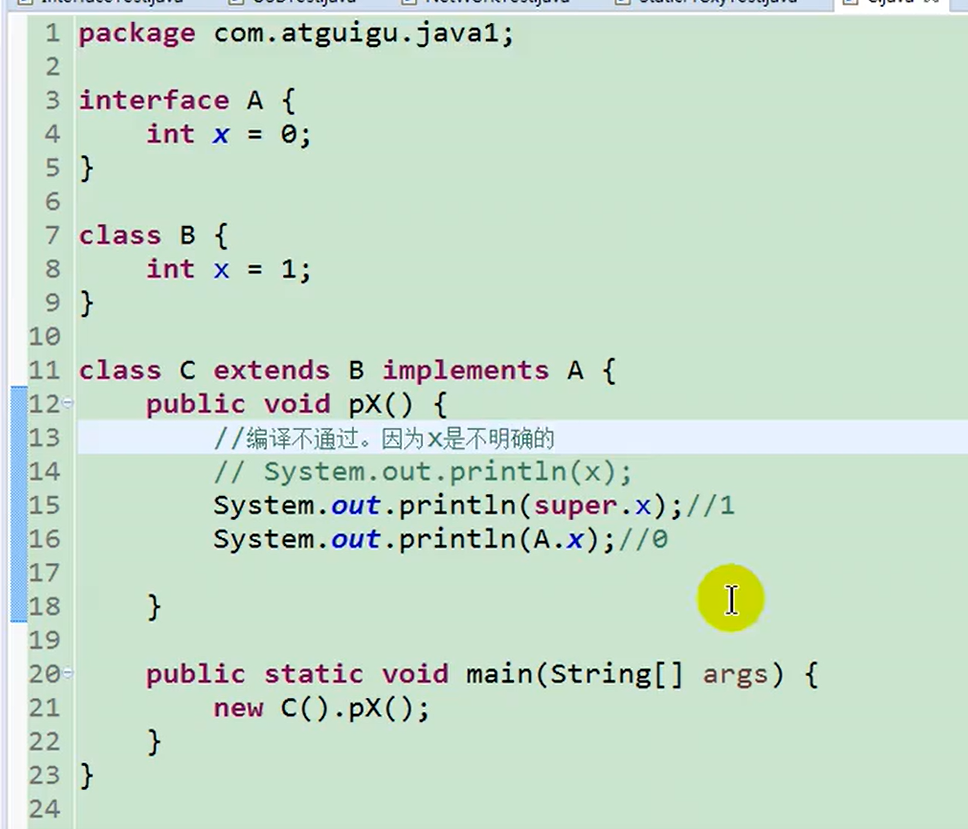 1 package com.atguigu.java1;
2
3 interface A {
4     int x = 0;
5 }
6
7 class B {
8     int x = 1;
9 }
10
11 class C extends B implements A {
12     public void pX() {
13         //编译不通过。因为x是不明确的
14         // System.out.println(x);
15         System.out.println(super.x);//1
16         System.out.println(A.x);//0
17
18     }
19
20     public static void main(String[] args) {
21         new C().pX();
22     }
23 }
24